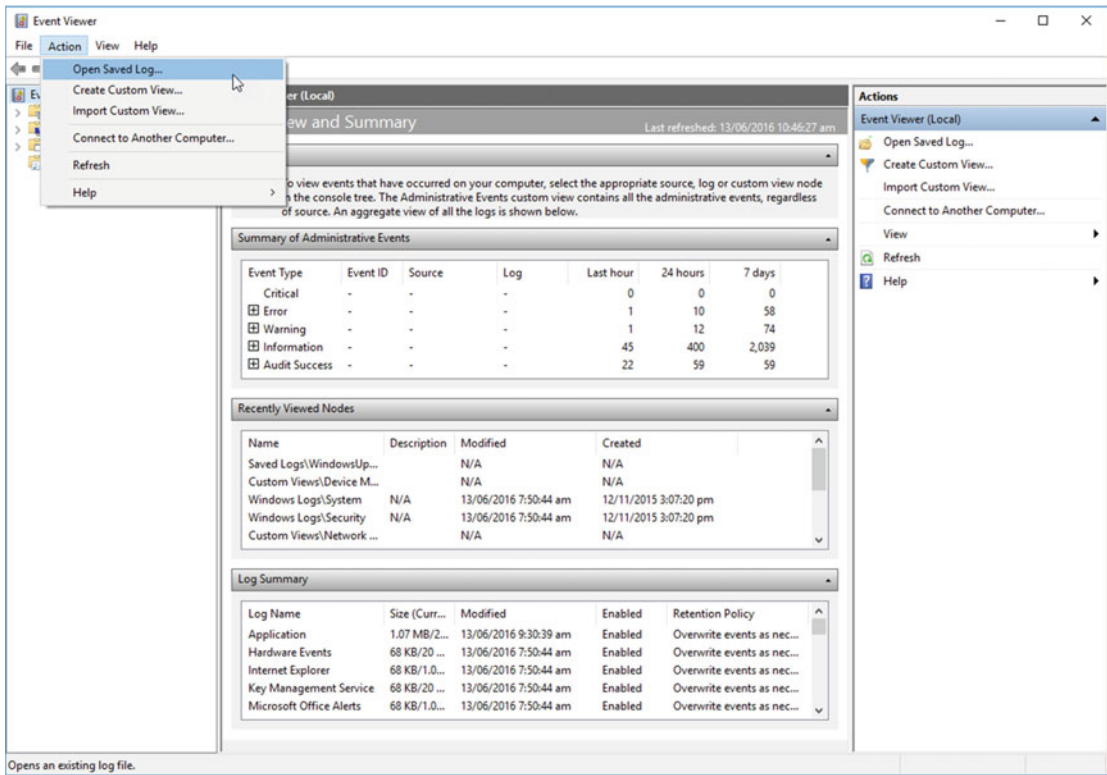 Event Viewer
File Action View Help
Open Saved Log...
Create Custom View...
Import Custom View...
Connect to Another Computer...
Refresh
Help
Ev
er (Local)
ew and Summary
Last refreshed: 13/06/2016 10:46:27 am
o view events that have occurred on your computer, select the appropriate source, log or custom view node
n the console tree. The Administrative Events custom view contains all the administrative events, regardless
of source. An aggregate view of all the logs is shown below.
Summary of Administrative Events
Event Type Event ID Source Log Last hour 24 hours 7 days
Critical - - - 0 0 0
Error - - - 1 10 58
Warning - - - 1 12 74
Information - - - 45 400 2,039
Audit Success - - - 22 59 59
Recently Viewed Nodes
Name Description Modified Created
Saved Logs\WindowsUp... N/A N/A
Custom Views\Device M... N/A N/A
Windows Logs\System N/A 13/06/2016 7:50:44 am 12/11/2015 3:07:20 pm
Windows Logs\Security N/A 13/06/2016 7:50:44 am 12/11/2015 3:07:20 pm
Custom Views\Network ... N/A N/A
Log Summary
Log Name Size (Curr... Modified Enabled Retention Policy
Application 1.07 MB/2... 13/06/2016 9:30:39 am Enabled Overwrite events as nec...
Hardware Events 68 KB/20 ... 13/06/2016 7:50:44 am Enabled Overwrite events as nec...
Internet Explorer 68 KB/1.0... 13/06/2016 7:50:44 am Enabled Overwrite events as nec...
Key Management Service 68 KB/20 ... 13/06/2016 7:50:44 am Enabled Overwrite events as nec...
Microsoft Office Alerts 68 KB/1.0... 13/06/2016 7:50:44 am Enabled Overwrite events as nec...
Actions
Event Viewer (Local)
Open Saved Log...
Create Custom View...
Import Custom View...
Connect to Another Computer...
View
Refresh
Help
Opens an existing log file.